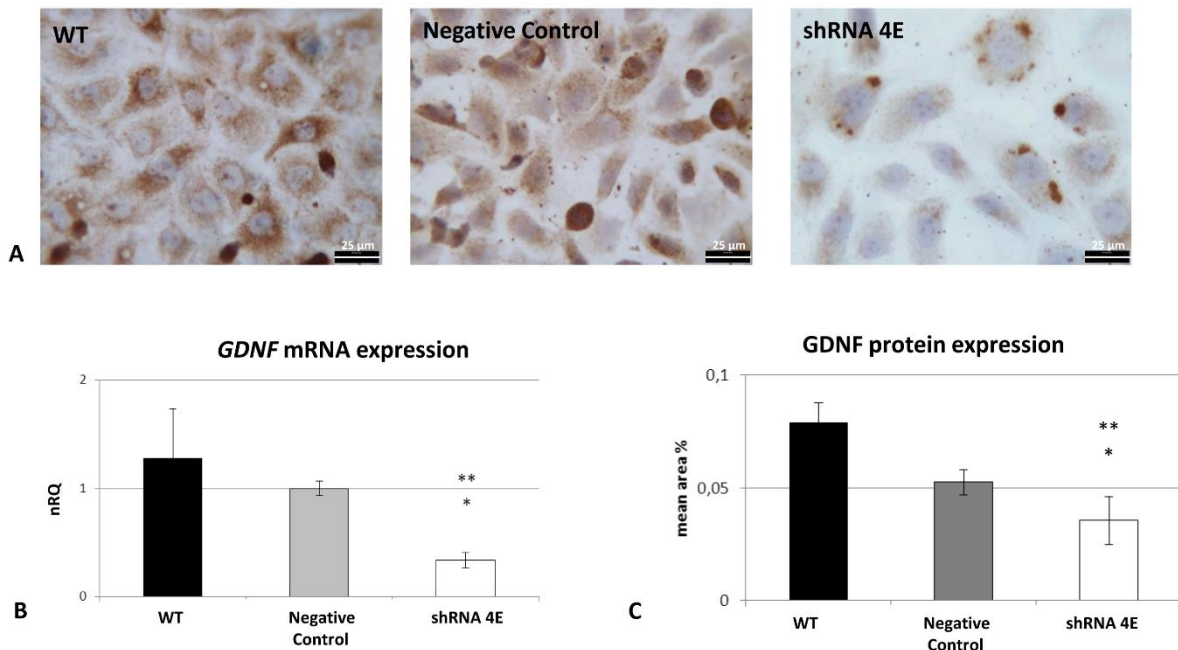 WT
Negative Control
shRNA 4E
25 µm
25 µm
25 µm
A
GDNF mRNA expression
2
1
0
nRQ
**
*
WT
Negative
Control
shRNA 4E
B
GDNF protein expression
0,1
0,05
0
mean area %
**
*
WT
Negative
Control
shRNA 4E
C